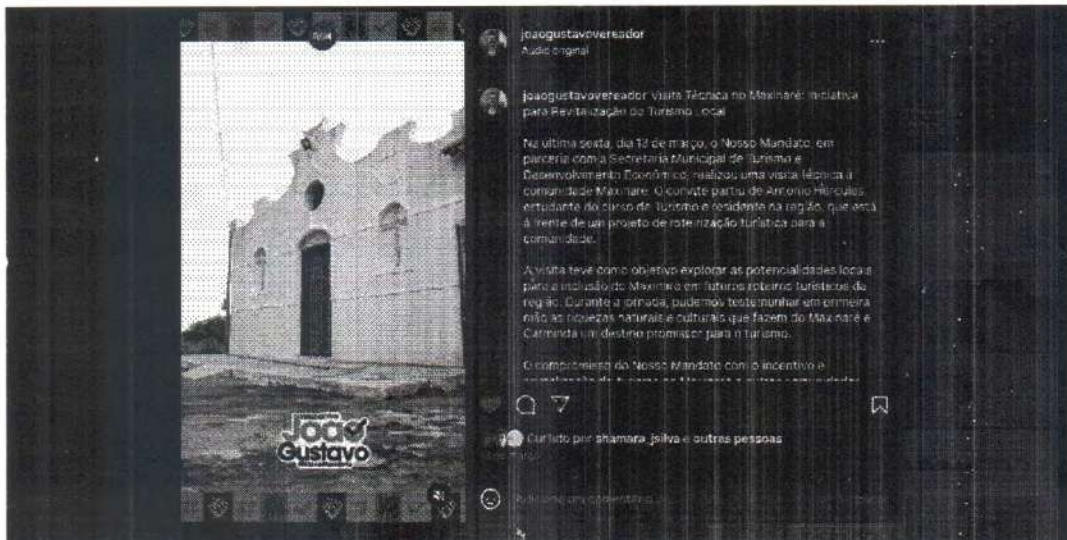 joaogustavovereador
Áudio original
joaogustavovereador Visita Técnica no Maxinaré: Iniciativa
para Revitalização do Turismo Local
Na última sexta, dia 13 de março, o Nosso Mandato, em
parceria com a Secretaria Municipal de Turismo e
Desenvolvimento Econômico, realizou uma visita técnica à
comunidade Maxinaré. O convite partiu de Antonio Hércules,
estudante do curso de Turismo e residente na região, que está
à frente de um projeto de roteirização turística para a
comunidade.
A visita teve como objetivo explorar as potencialidades locais
para a inclusão do Maxinaré em futuros roteiros turísticos da
região. Durante a jornada, pudemos testemunhar em primeira
mão as riquezas naturais e culturais que fazem do Maxinaré e
Carminda um destino promissor para o turismo.
O compromisso do Nosso Mandato com o incentivo e
João
Gustavo
Curtido por shamara_jsilva e outras pessoas
Adicione um comentário